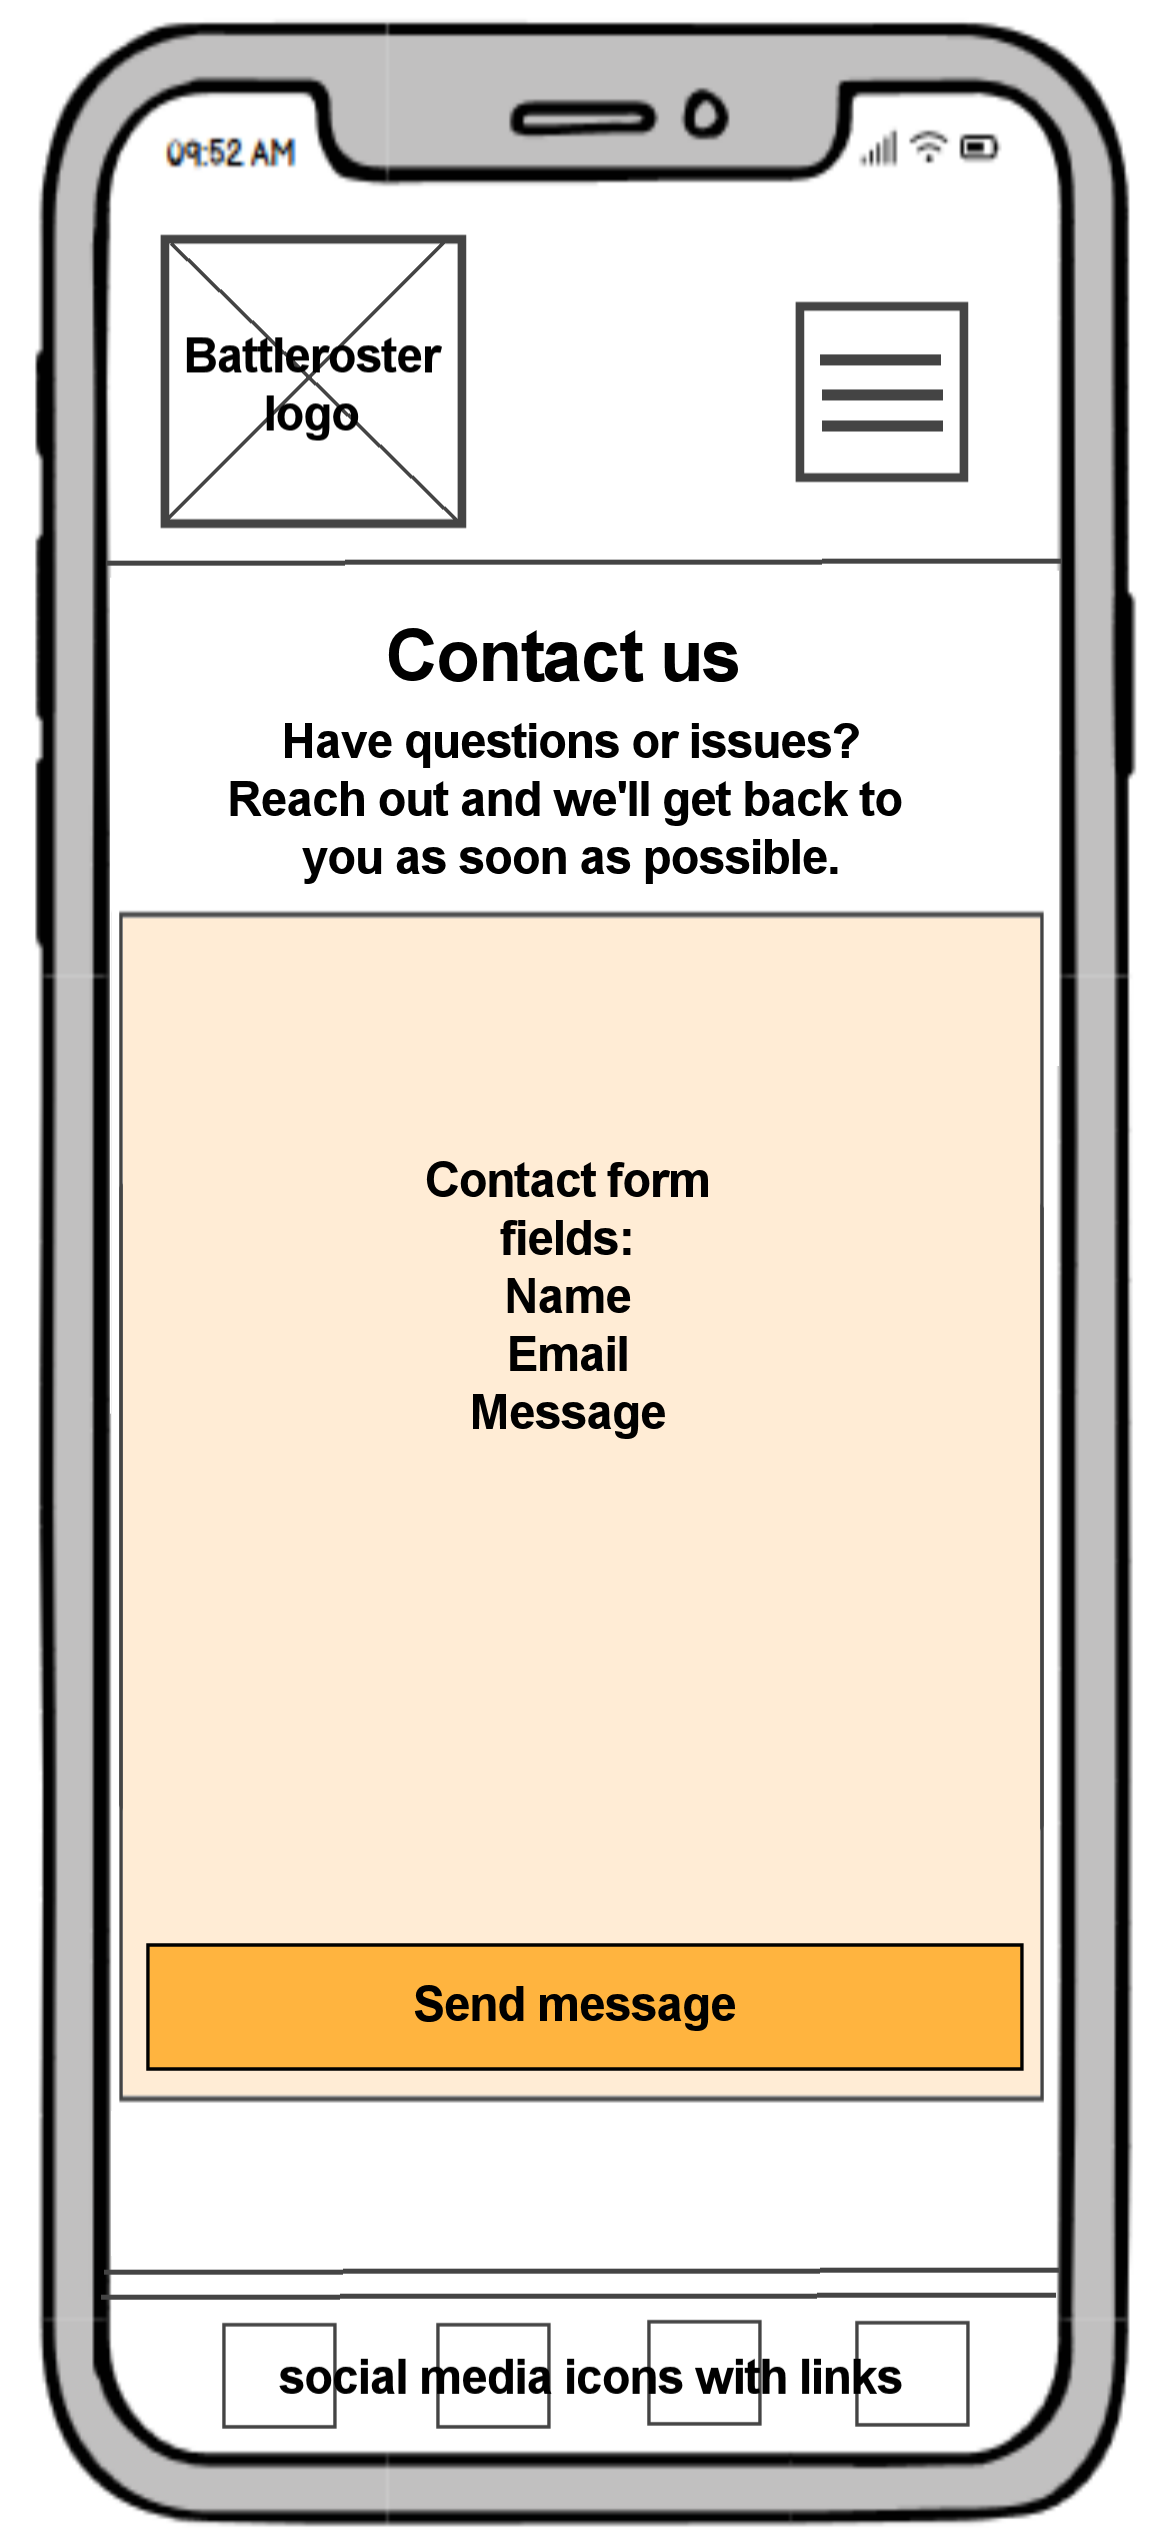 09:52 AM
Battleroster
logo
Contact us
Have questions or issues?
Reach out and we'll get back to
you as soon as possible.
Contact form
fields:
Name
Email
Message
Send message
social media icons with links